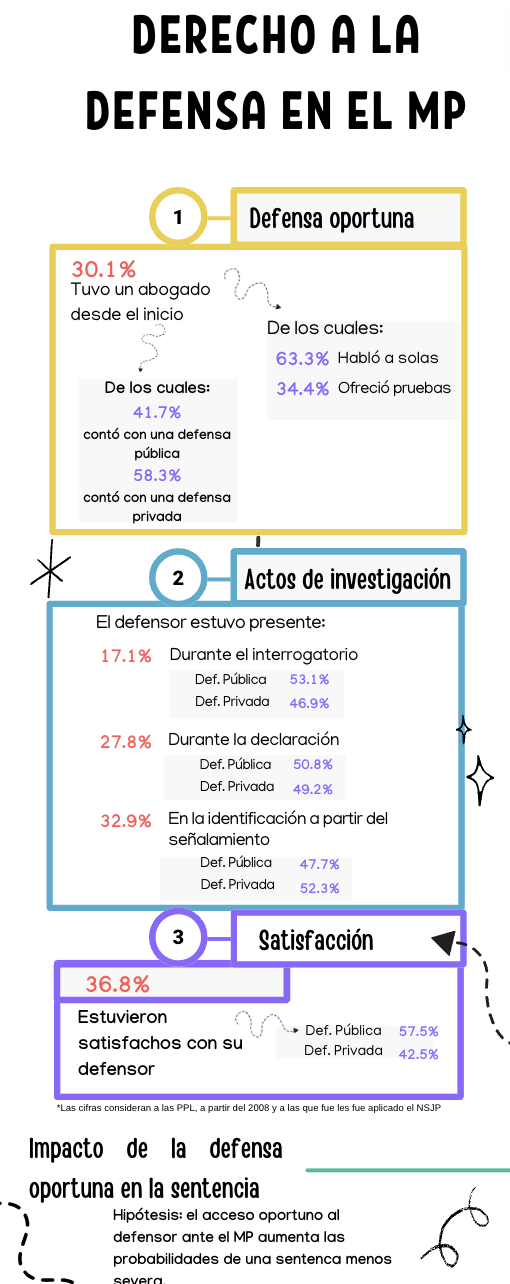 DERECHO A LA
DEFENSA EN EL MP
1
Defensa oportuna
30.1%
Tuvo un abogado
desde el inicio
De los cuales:
63.3% Habló a solas
34.4% Ofreció pruebas
De los cuales:
41.7%
contó con una defensa
pública
58.3%
contó con una defensa
privada
2
Actos de investigación
El defensor estuvo presente:
17.1% Durante el interrogatorio
Def. Pública 53.1%
Def. Privada 46.9%
27.8% Durante la declaración
Def. Pública 50.8%
Def. Privada 49.2%
32.9% En la identificación a partir del
señalamiento
Def. Pública 47.7%
Def. Privada 52.3%
3
Satisfacción
36.8%
Estuvieron
satisfachos con su
defensor
Def. Pública 57.5%
Def. Privada 42.5%
*Las cifras consideran a las PPL, a partir del 2008 y a las que fue les fue aplicado el NSJP
Impacto de la defensa
oportuna en la sentencia
Hipótesis: el acceso oportuno al
defensor ante el MP aumenta las
probabilidades de una sentenca menos
severa.